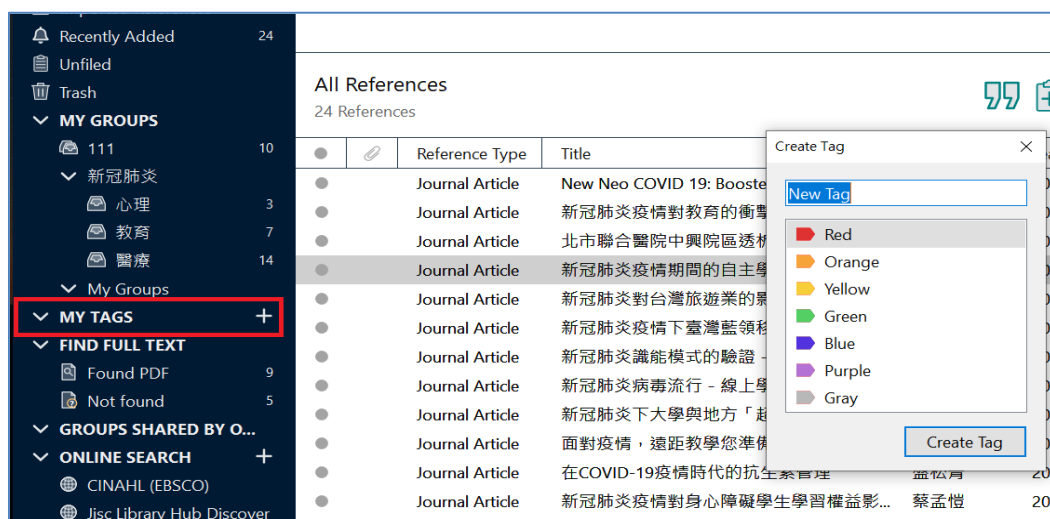 Recently Added 24
Unfiled
Trash
MY GROUPS
111 10
新冠肺炎
心理 3
教育 7
醫療 14
My Groups
MY TAGS +
FIND FULL TEXT
Found PDF 9
Not found 5
GROUPS SHARED BY O...
ONLINE SEARCH +
CINAHL (EBSCO)
Jisc Library Hub Discover
All References
24 References
Reference Type Title
Journal Article New Neo COVID 19: Booste
Journal Article 新冠肺炎疫情對教育的衝擊
Journal Article 北市聯合醫院中興院區透析
Journal Article 新冠肺炎疫情期間的自主學
Journal Article 新冠肺炎對台灣旅遊業的影
Journal Article 新冠肺炎疫情下臺灣藍領移
Journal Article 新冠肺炎識能模式的驗證 -
Journal Article 新冠肺炎病毒流行 - 線上學
Journal Article 新冠肺炎下大學與地方「超
Journal Article 面對疫情，遠距教學您準備
Journal Article 在COVID-19疫情時代的抗生素管理 盛松青 20
Journal Article 新冠肺炎疫情對身心障礙學生學習權益影... 蔡孟愷 20
Create Tag
New Tag
Red
Orange
Yellow
Green
Blue
Purple
Gray
Create Tag